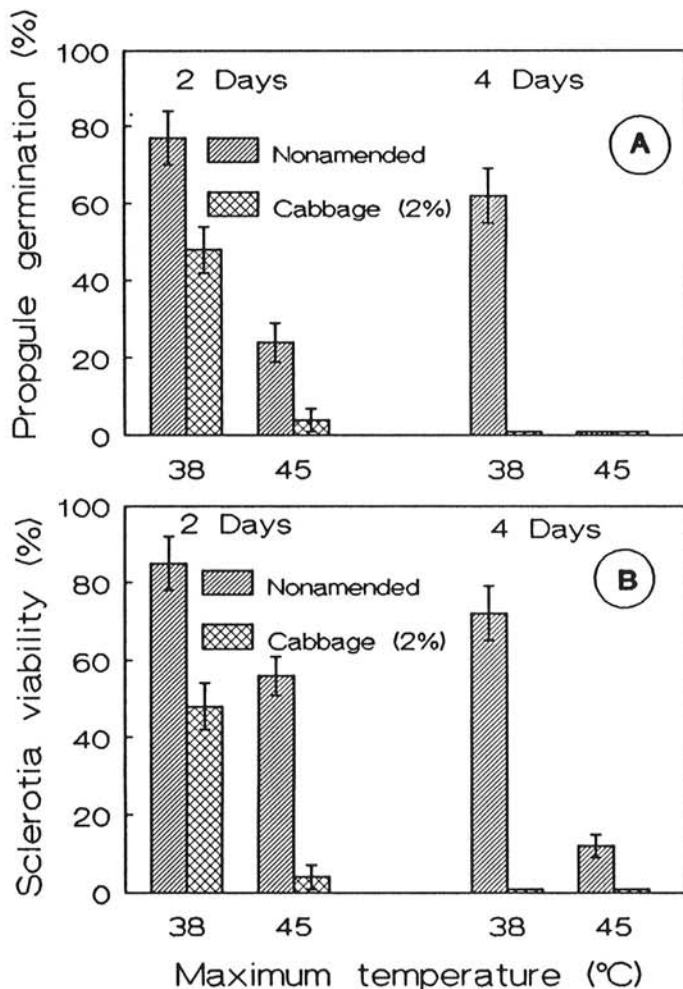 Propgule germination (%)
100
80
60
40
20
0
2 Days
4 Days
A
Nonamended
Cabbage (2%)
38
45
38
45
Sclerotia viability (%)
100
80
60
40
20
0
2 Days
4 Days
B
Nonamended
Cabbage (2%)
38
45
38
45
Maximum temperature (°C)